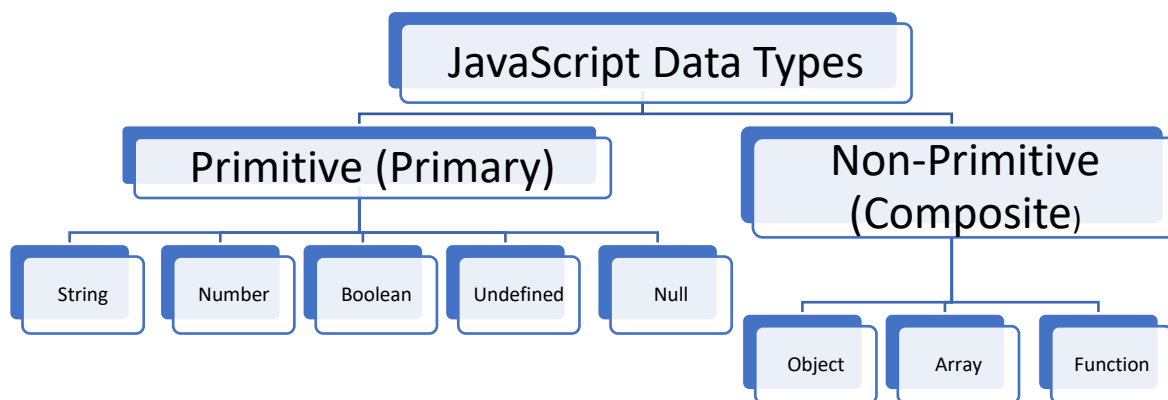 JavaScript Data Types
Primitive (Primary)
Non-Primitive
(Composite)
String
Number
Boolean
Undefined
Null
Object
Array
Function